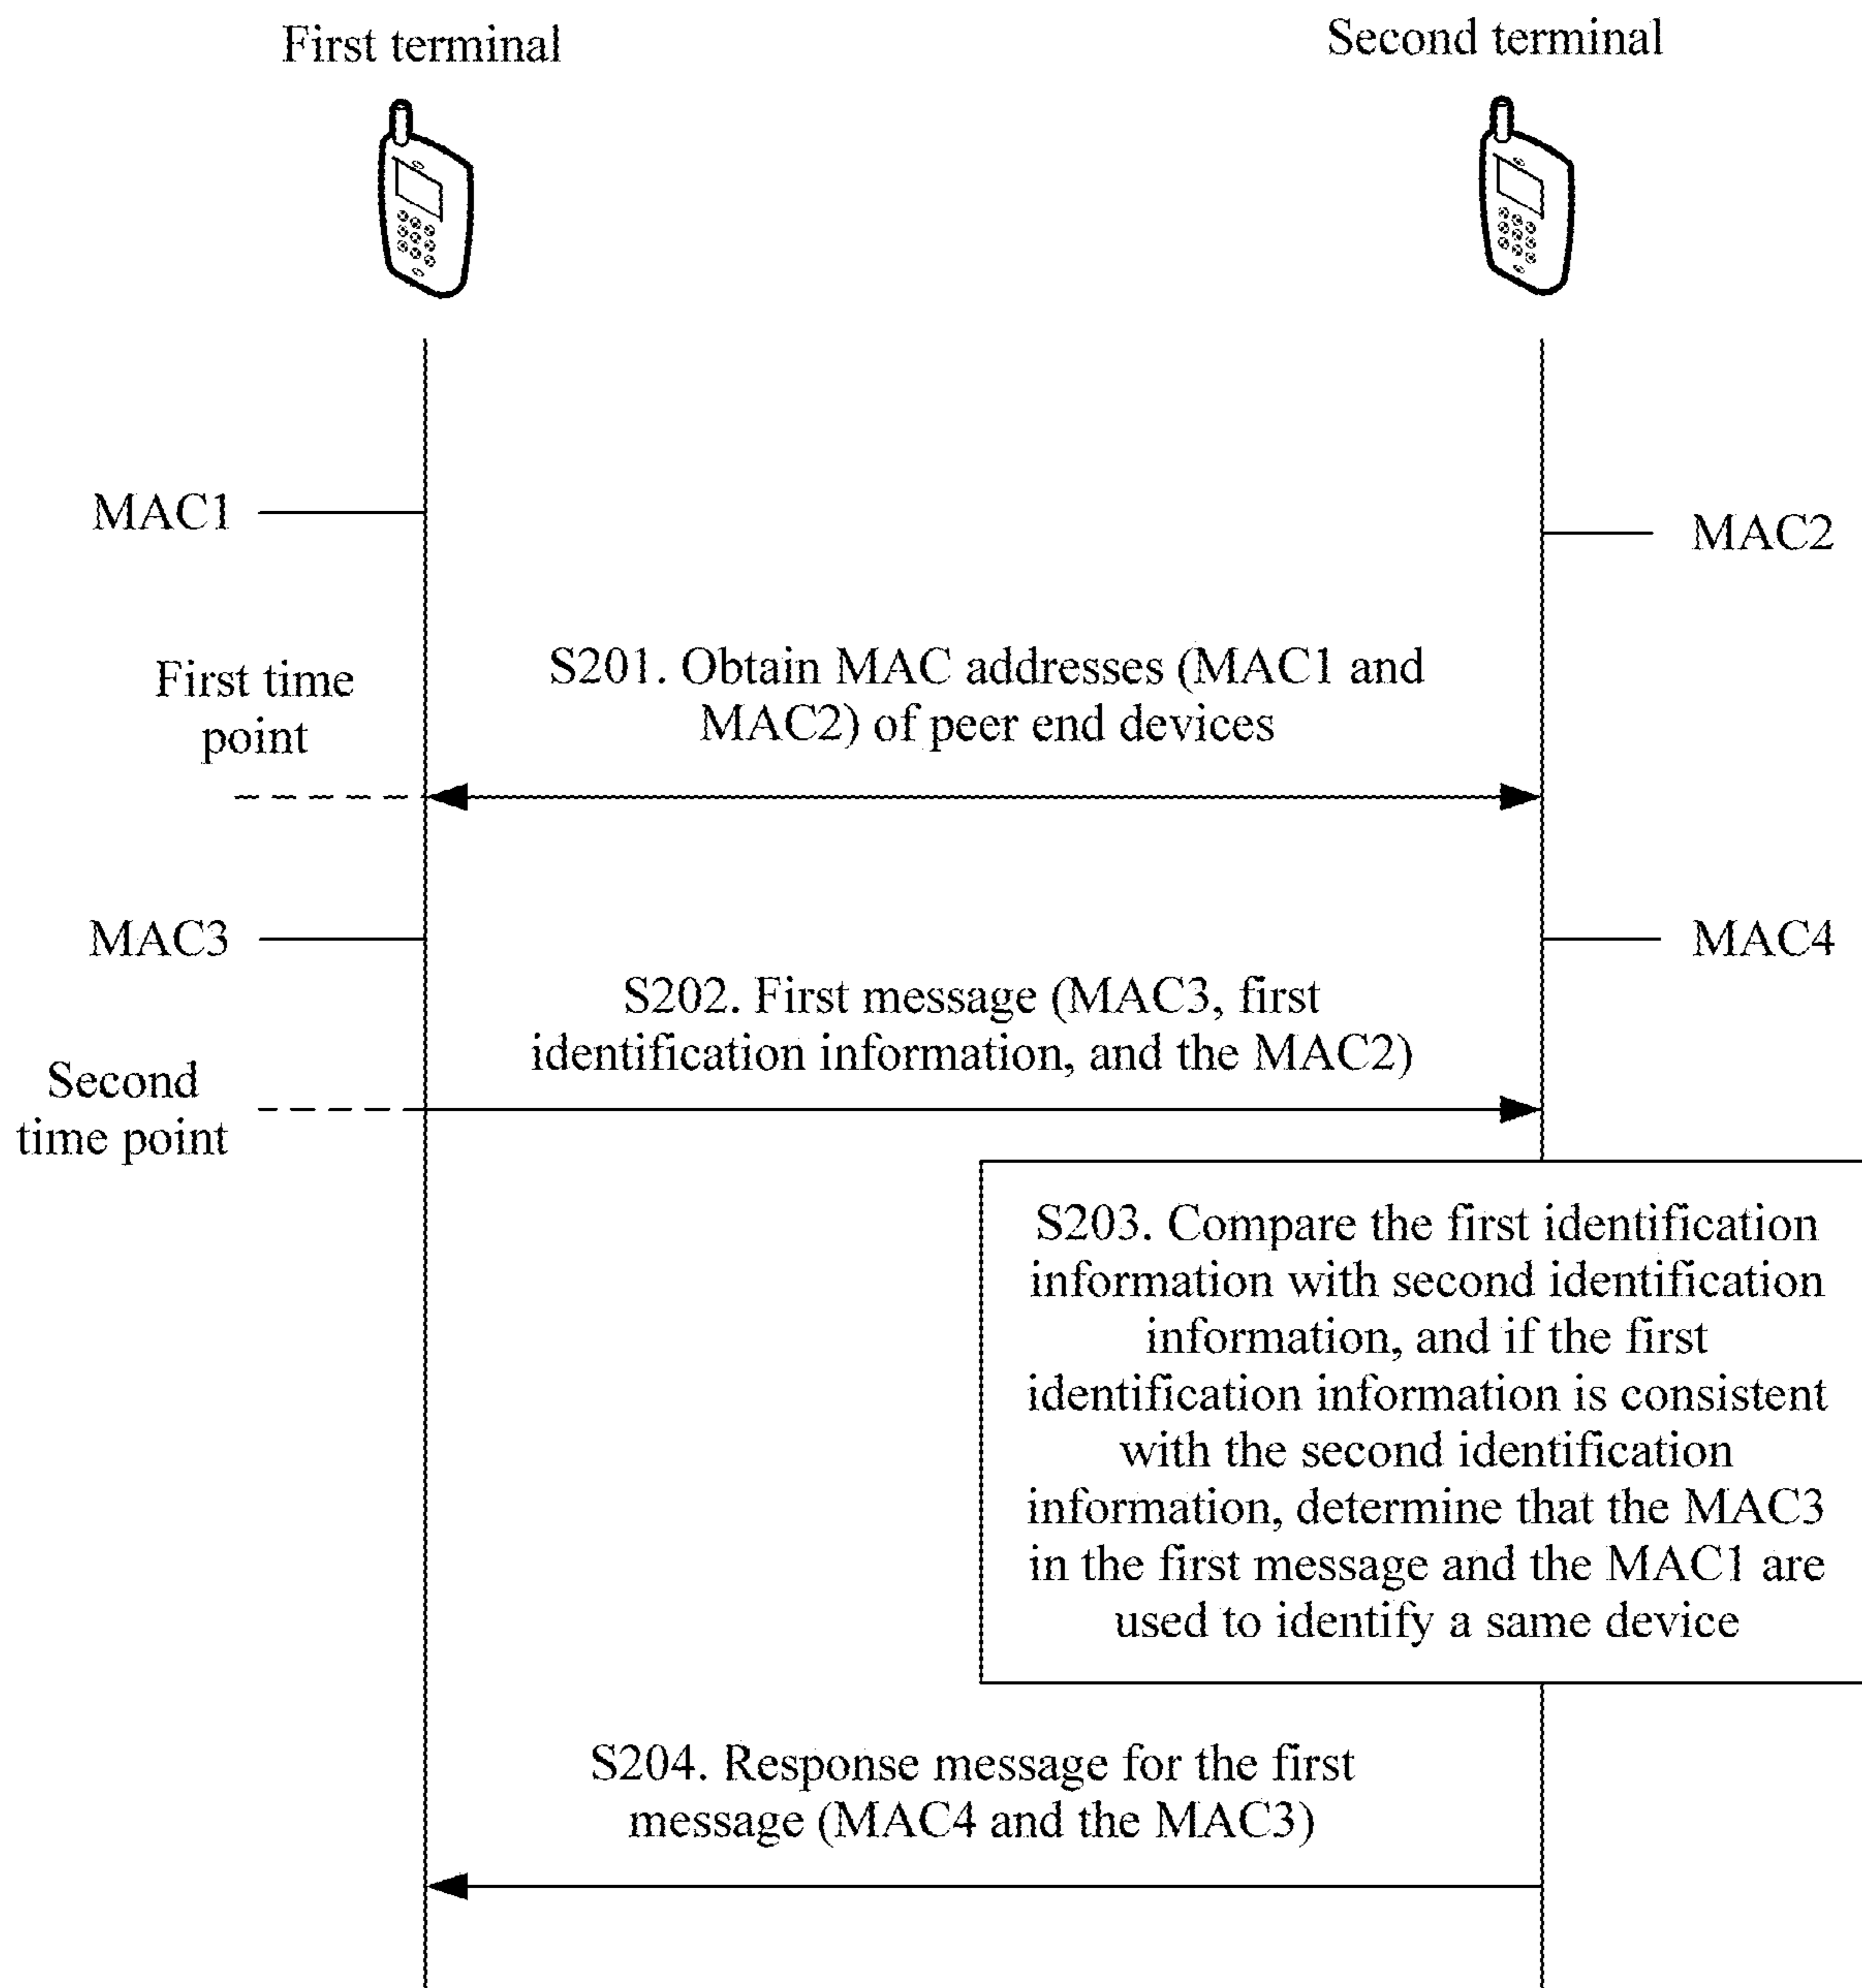 First terminal
Second terminal
MAC1
MAC2
First time
point
S201. Obtain MAC addresses (MAC1 and
MAC2) of peer end devices
MAC3
MAC4
S202. First message (MAC3, first
identification information, and the MAC2)
Second
time point
S203. Compare the first identification
information with second identification
information, and if the first
identification information is consistent
with the second identification
information, determine that the MAC3
in the first message and the MAC1 are
used to identify a same device
S204. Response message for the first
message (MAC4 and the MAC3)